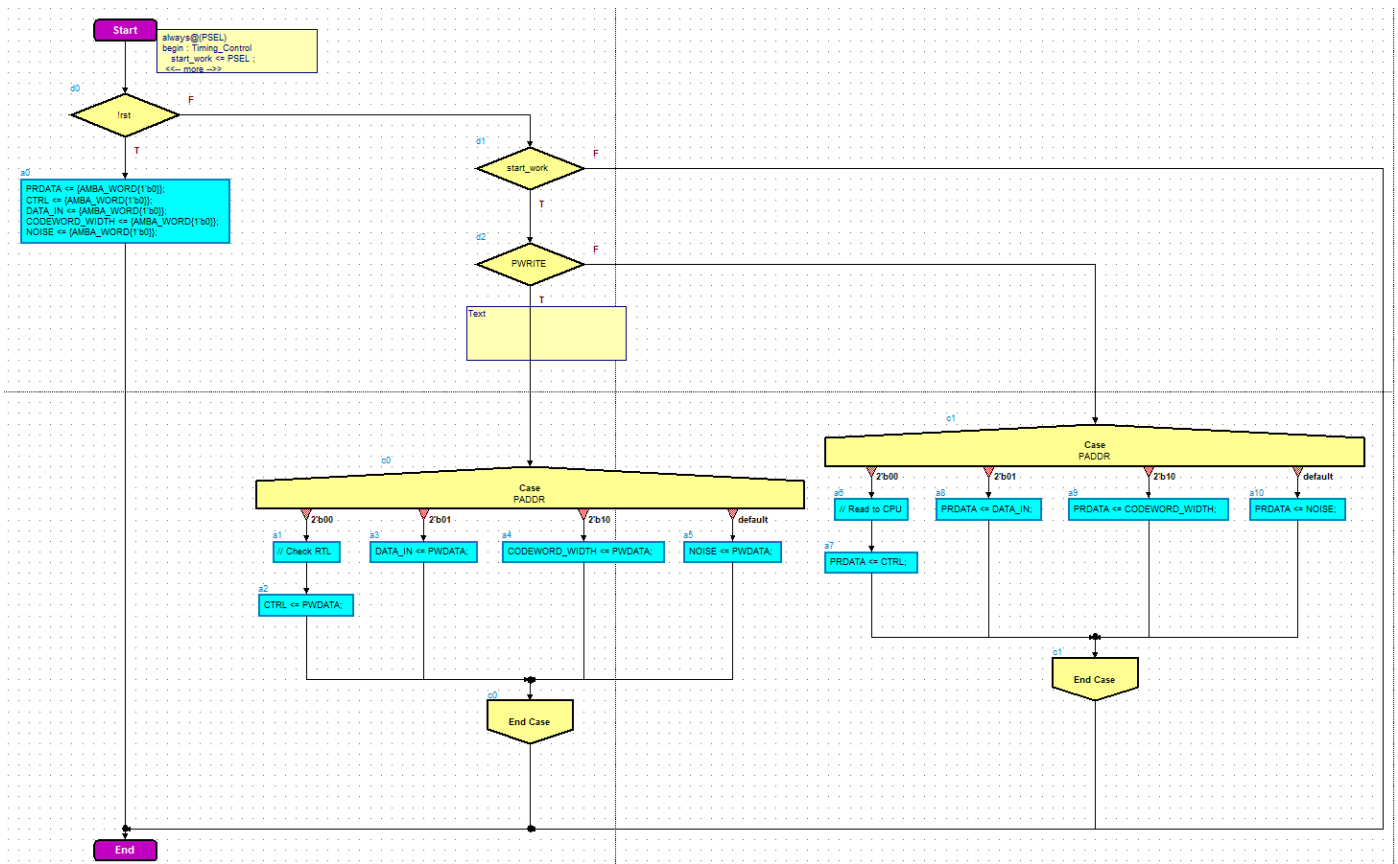 Start
always@(PSEL)
begin : Timing_Control
start_work <= PSEL ;
<<-- more -->>
d0
!rst
F
T
d1
start_work
F
T
a0
PRDATA <= {AMBA_WORD{1'b0}};
CTRL <= {AMBA_WORD{1'b0}};
DATA_IN <= {AMBA_WORD{1'b0}};
CODEWORD_WIDTH <= {AMBA_WORD{1'b0}};
NOISE <= {AMBA_WORD{1'b0}};
d2
PWRITE
F
T
Text
c1
Case
PADDR
2'b00
2'b01
2'b10
default
a6
// Read to CPU
a8
PRDATA <= DATA_IN;
a9
PRDATA <= CODEWORD_WIDTH;
a10
PRDATA <= NOISE;
a7
PRDATA <= CTRL;
c1
End Case
c0
Case
PADDR
2'b00
2'b01
2'b10
default
a1
// Check RTL
a3
DATA_IN <= PWDATA;
a4
CODEWORD_WIDTH <= PWDATA;
a5
NOISE <= PWDATA;
a2
CTRL <= PWDATA;
c0
End Case
End